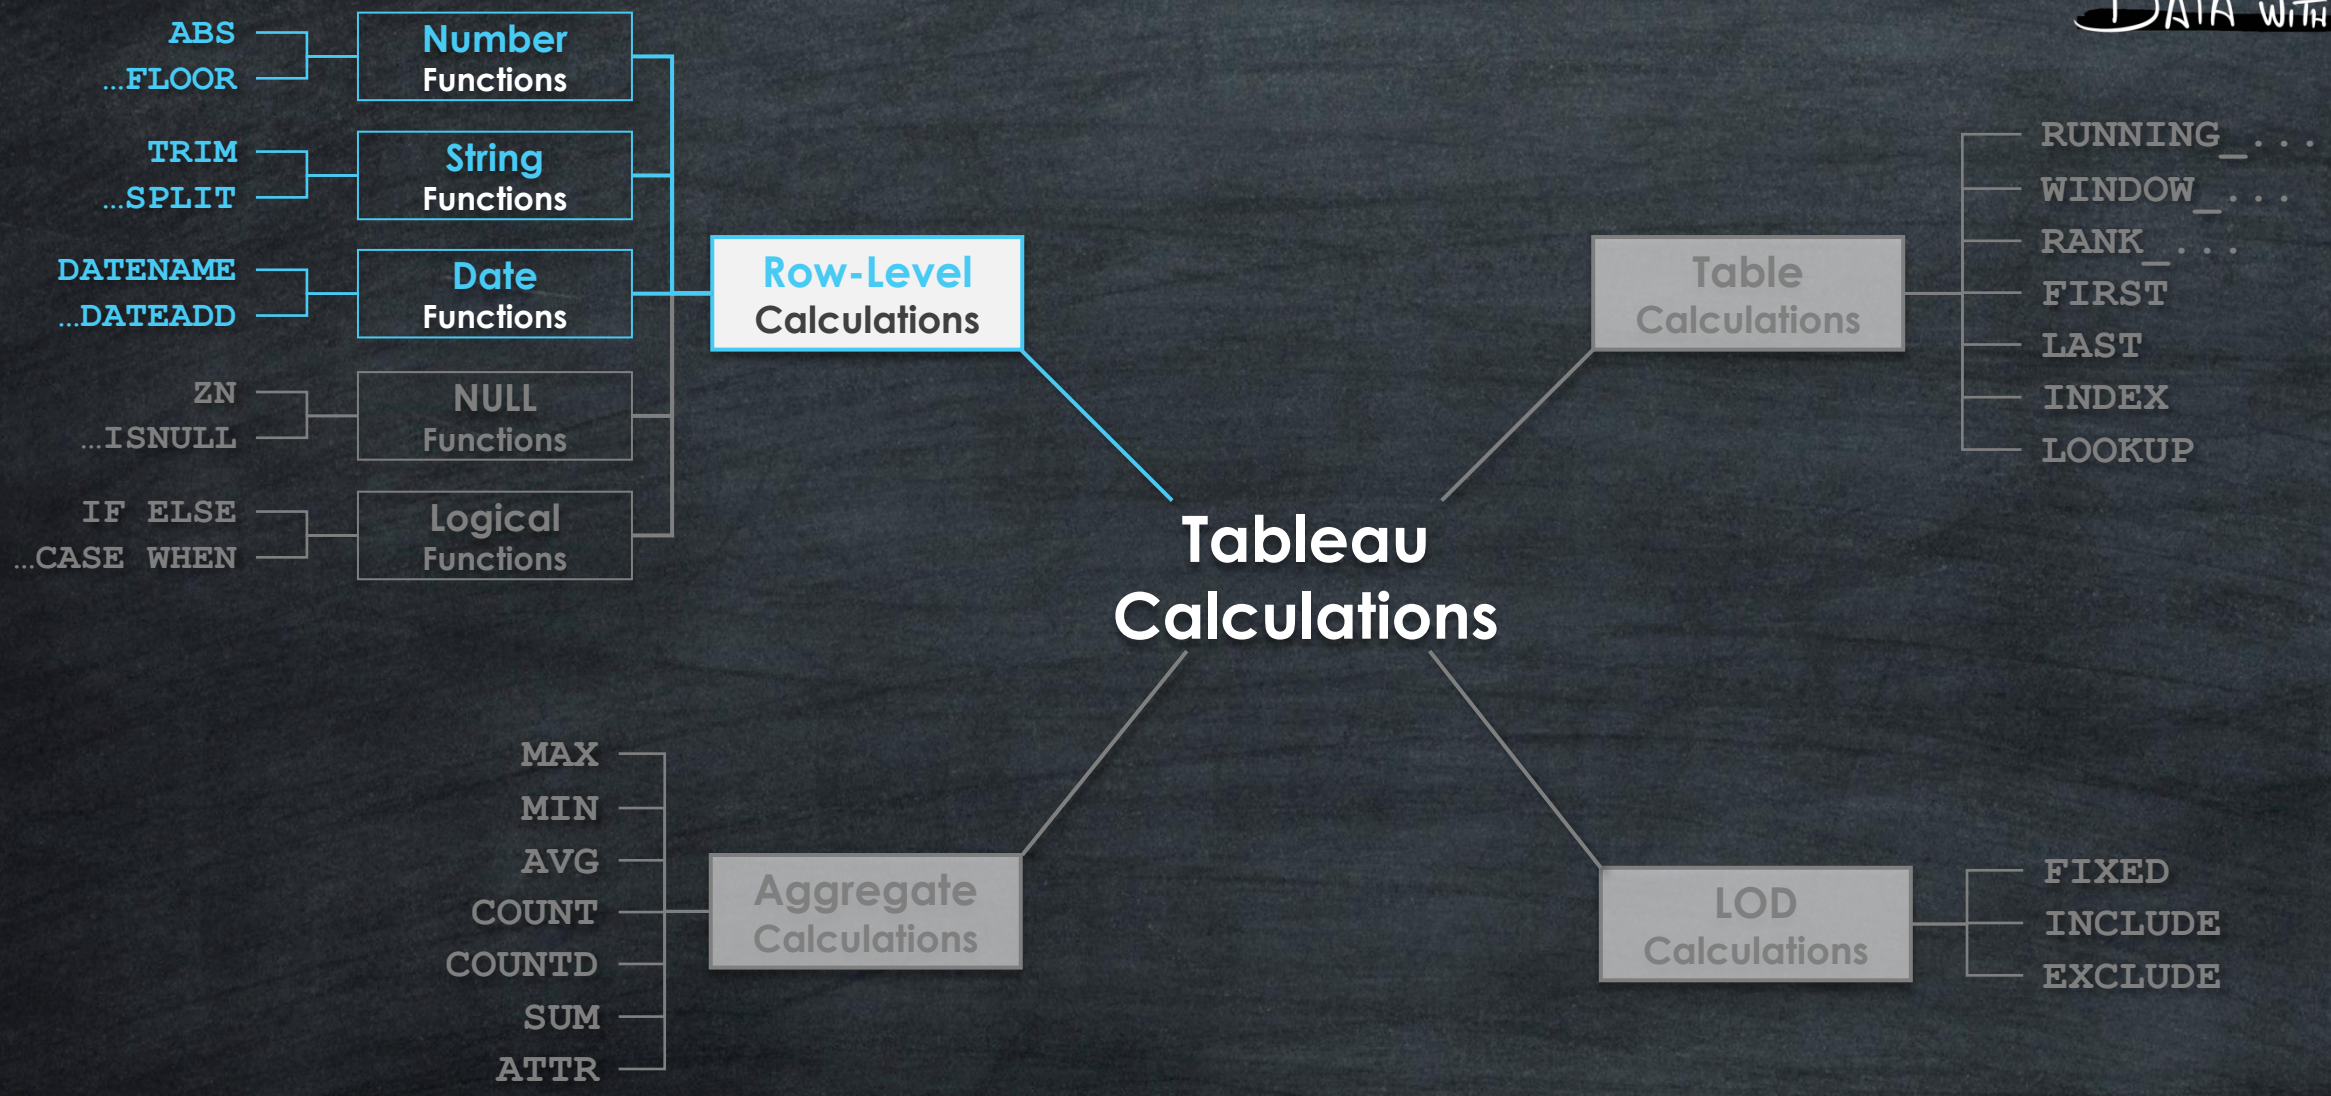 DATA WITH
ABS
...FLOOR
Number
Functions
TRIM
...SPLIT
String
Functions
DATENAME
...DATEADD
Date
Functions
ZN
...ISNULL
NULL
Functions
IF ELSE
...CASE WHEN
Logical
Functions
Row-Level
Calculations
Table
Calculations
RUNNING_...
WINDOW_...
RANK_...
FIRST
LAST
INDEX
LOOKUP
Tableau
Calculations
MAX
MIN
AVG
COUNT
COUNTD
SUM
ATTR
Aggregate
Calculations
LOD
Calculations
FIXED
INCLUDE
EXCLUDE